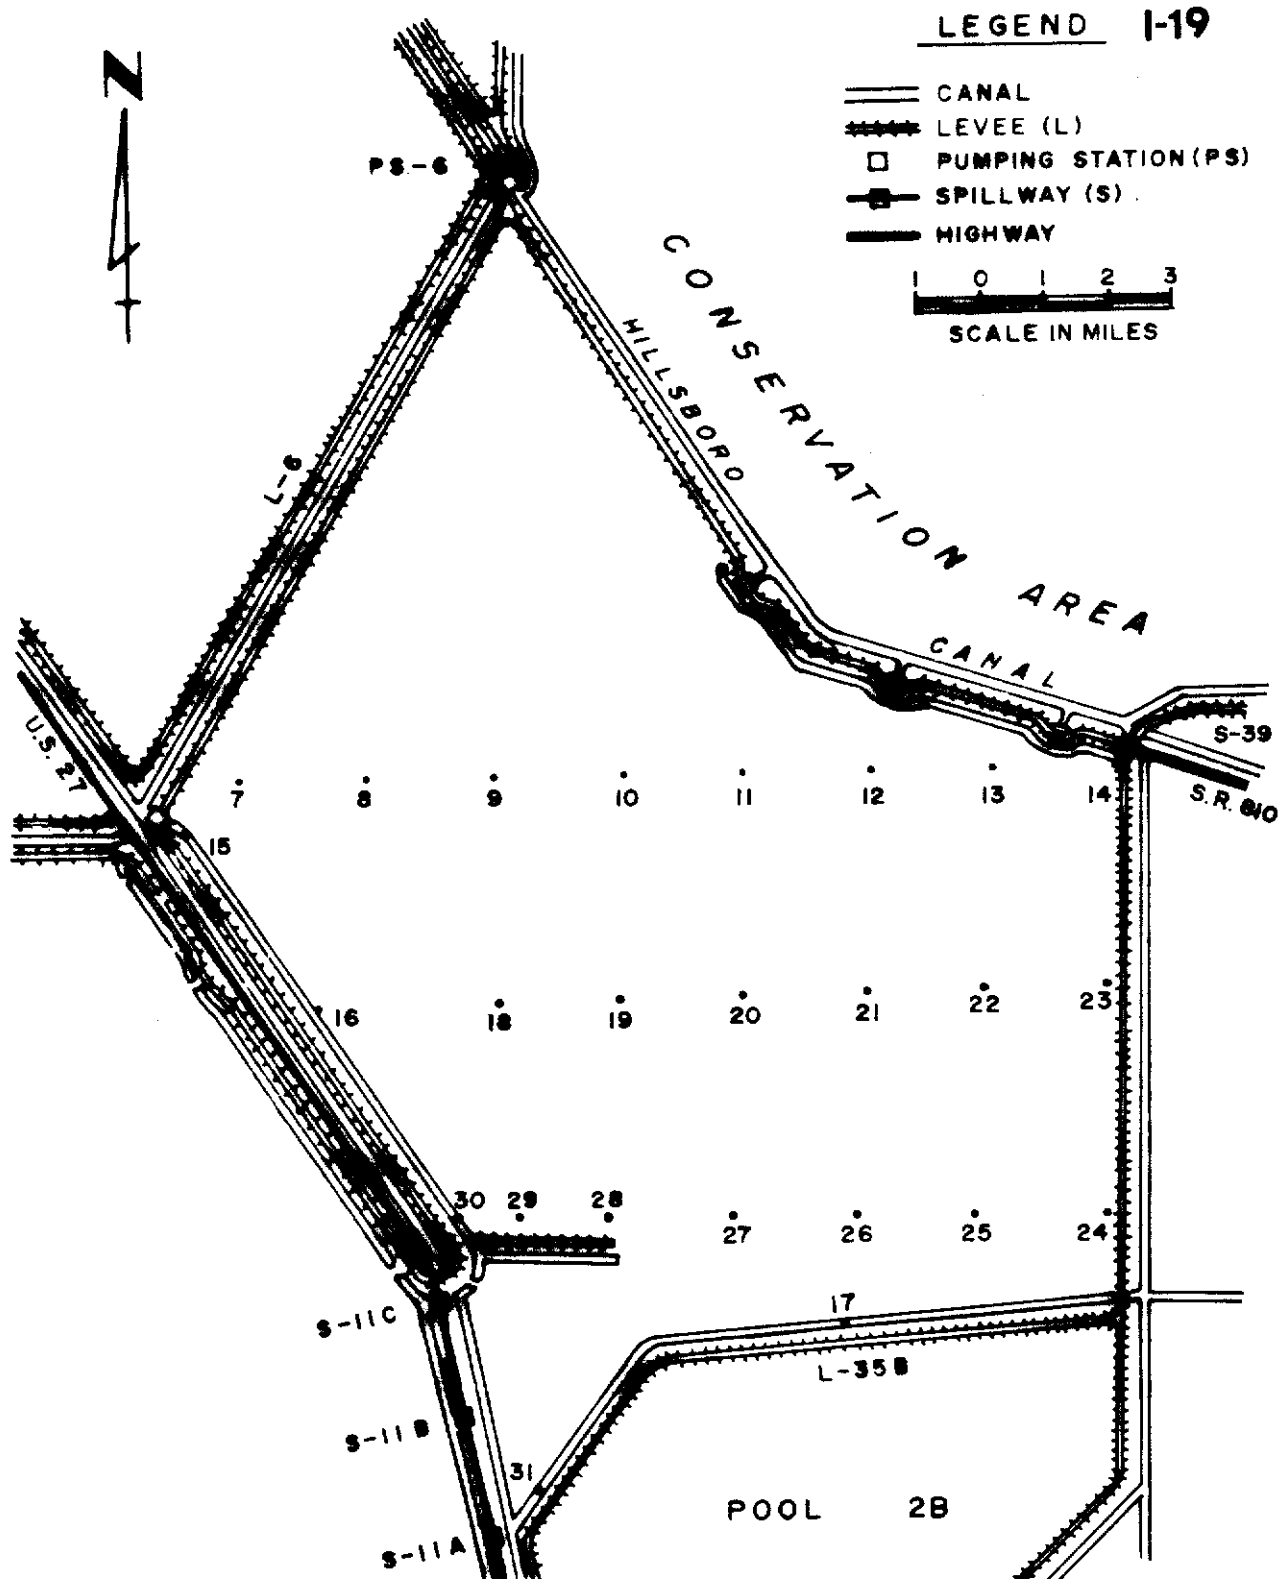 LEGEND I-19
N
CANAL
LEVEE (L)
PUMPING STATION (PS)
SPILLWAY (S)
HIGHWAY
1 0 1 2 3
SCALE IN MILES
PS-6
CONSERVATION AREA
HILLSBORO CANAL
L-6
U.S. 27
S-39
S.R. 810
7 8 9 10 11 12 13 14
15
16 18 19 20 21 22 23
30 29 28
27 26 25 24
S-11C
17
L-35B
S-11B
31
POOL 2B
S-11A